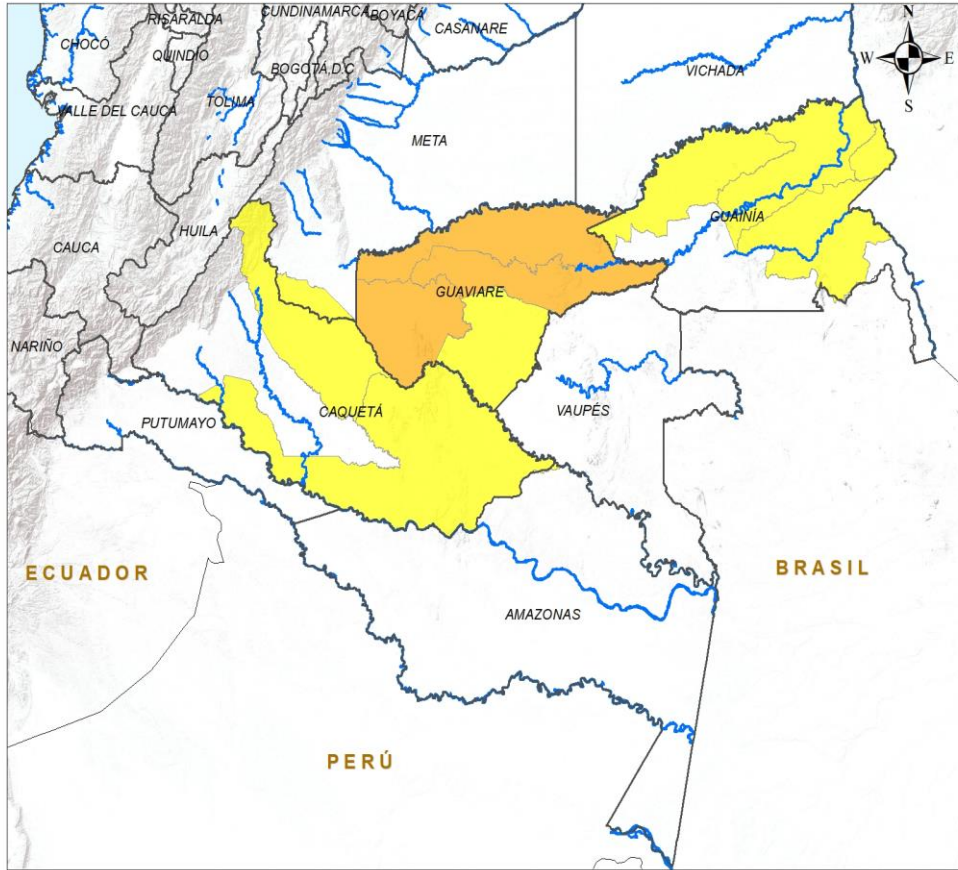 CUNDINAMARCA
BOYACÁ
RISARALDA
CASANARE
N
CHOCÓ
QUINDIO
BOGOTÁ D.C
VICHADA
W
E
S
VALLE DEL CAUCA
TOLIMA
META
GUAINÍA
HUILA
CAUCA
GUAVIARE
NARIÑO
CAQUETÁ
VAUPÉS
PUTUMAYO
ECUADOR
BRASIL
AMAZONAS
PERÚ